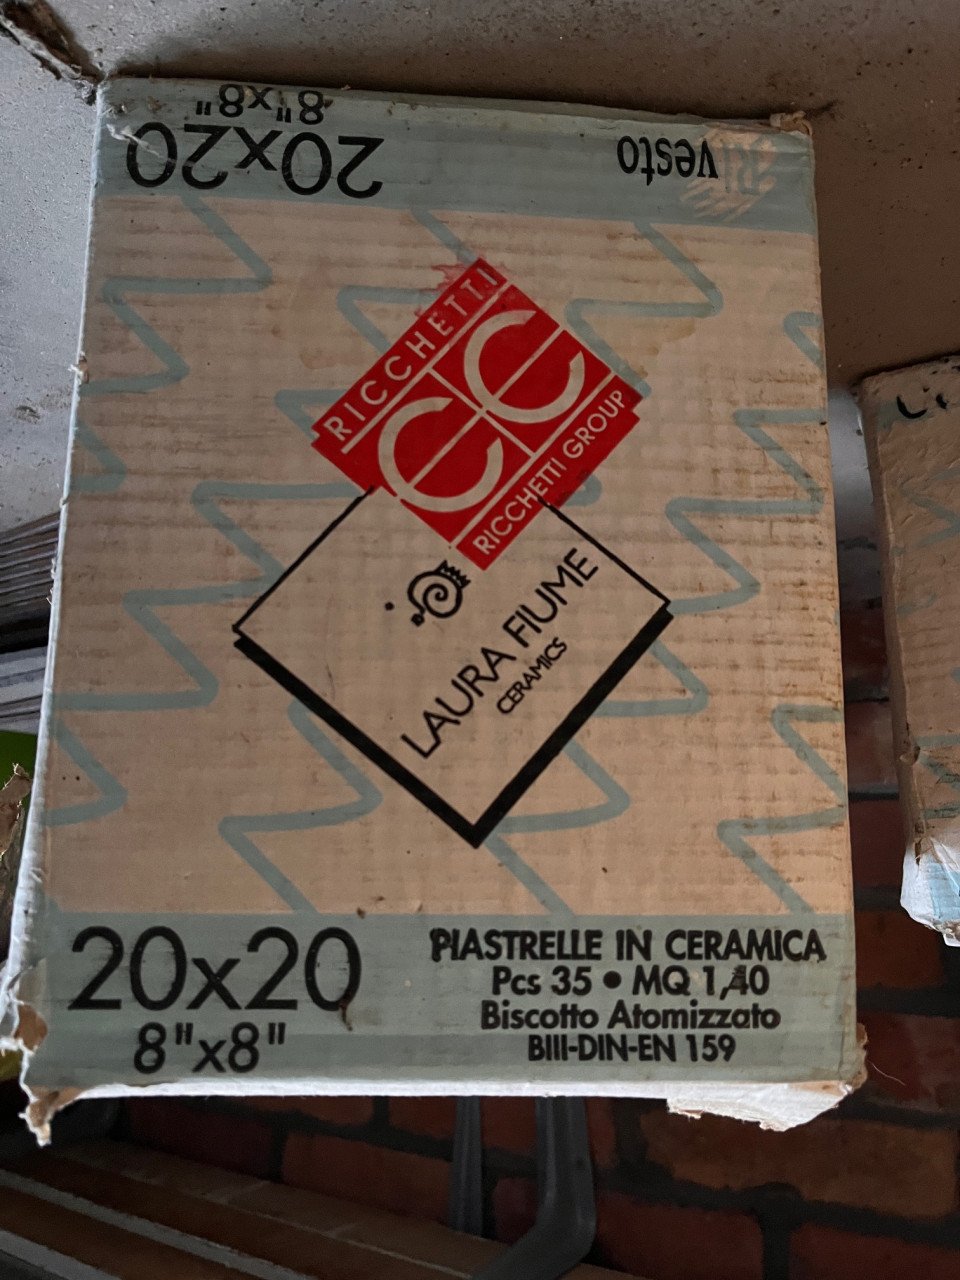 8"x8"
20x20
vesto
RICCHETTI
RICCHETTI GROUP
LAURA FIUME
CERAMICS
20x20
8"x8"
PIASTRELLE IN CERAMICA
Pcs 35 • MQ 1,40
Biscotto Atomizzato
BIII-DIN-EN 159